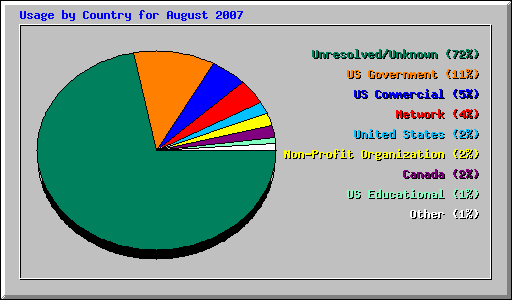 Usage by Country for August 2007
Unresolved/Unknown (72%)
US Government (11%)
US Commercial (5%)
Network (4%)
United States (2%)
Non-Profit Organization (2%)
Canada (2%)
US Educational (1%)
Other (1%)